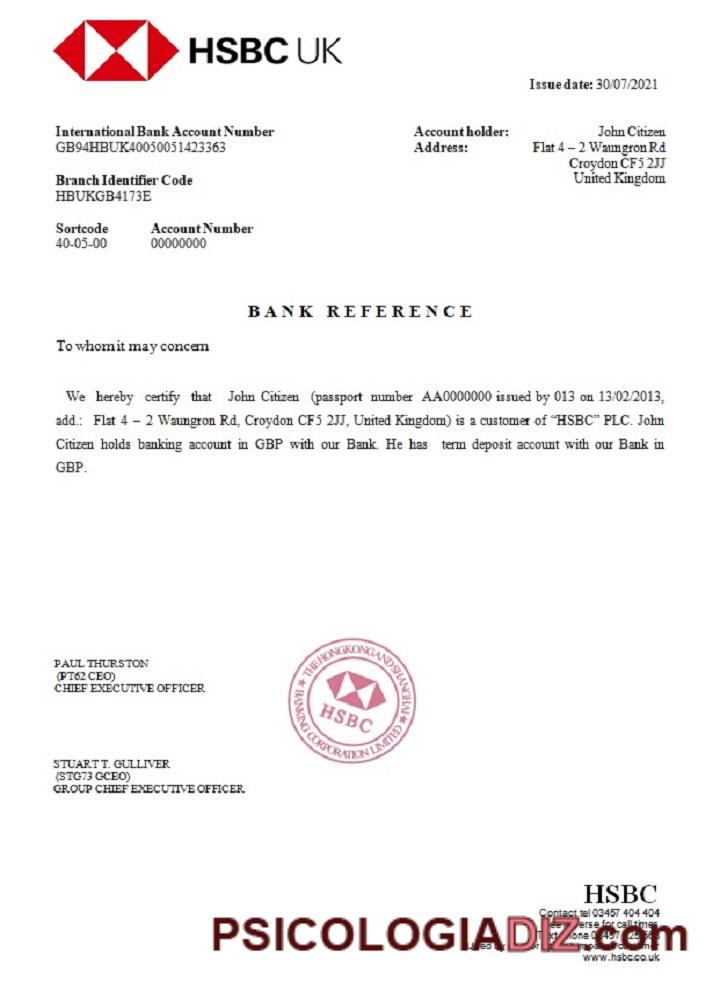 HSBC UK
Issue date: 30/07/2021
International Bank Account Number
GB94HBUK40050051423363
Account holder: John Citizen
Address: Flat 4 – 2 Waungron Rd
Croydon CF5 2JJ
United Kingdom
Branch Identifier Code
HBUKGB4173E
Sortcode Account Number
40-05-00 00000000
BANK REFERENCE
To whom it may concern
We hereby certify that John Citizen (passport number AA0000000 issued by 013 on 13/02/2013,
add.: Flat 4 – 2 Waungron Rd, Croydon CF5 2JJ, United Kingdom) is a customer of “HSBC” PLC. John
Citizen holds banking account in GBP with our Bank. He has term deposit account with our Bank in
GBP.
PAUL THURSTON
(PT62 CEO)
CHIEF EXECUTIVE OFFICER
THE HONGKONG AND SHANGHAI
HSBC
BANKING CORPORATION LIMITED
STUART T. GULLIVER
(STG73 GCEO)
GROUP CHIEF EXECUTIVE OFFICER
HSBC
Contact tel 03457 404 404
for call times
PSICOLOGIADIZ.com
www.hsbc.co.uk